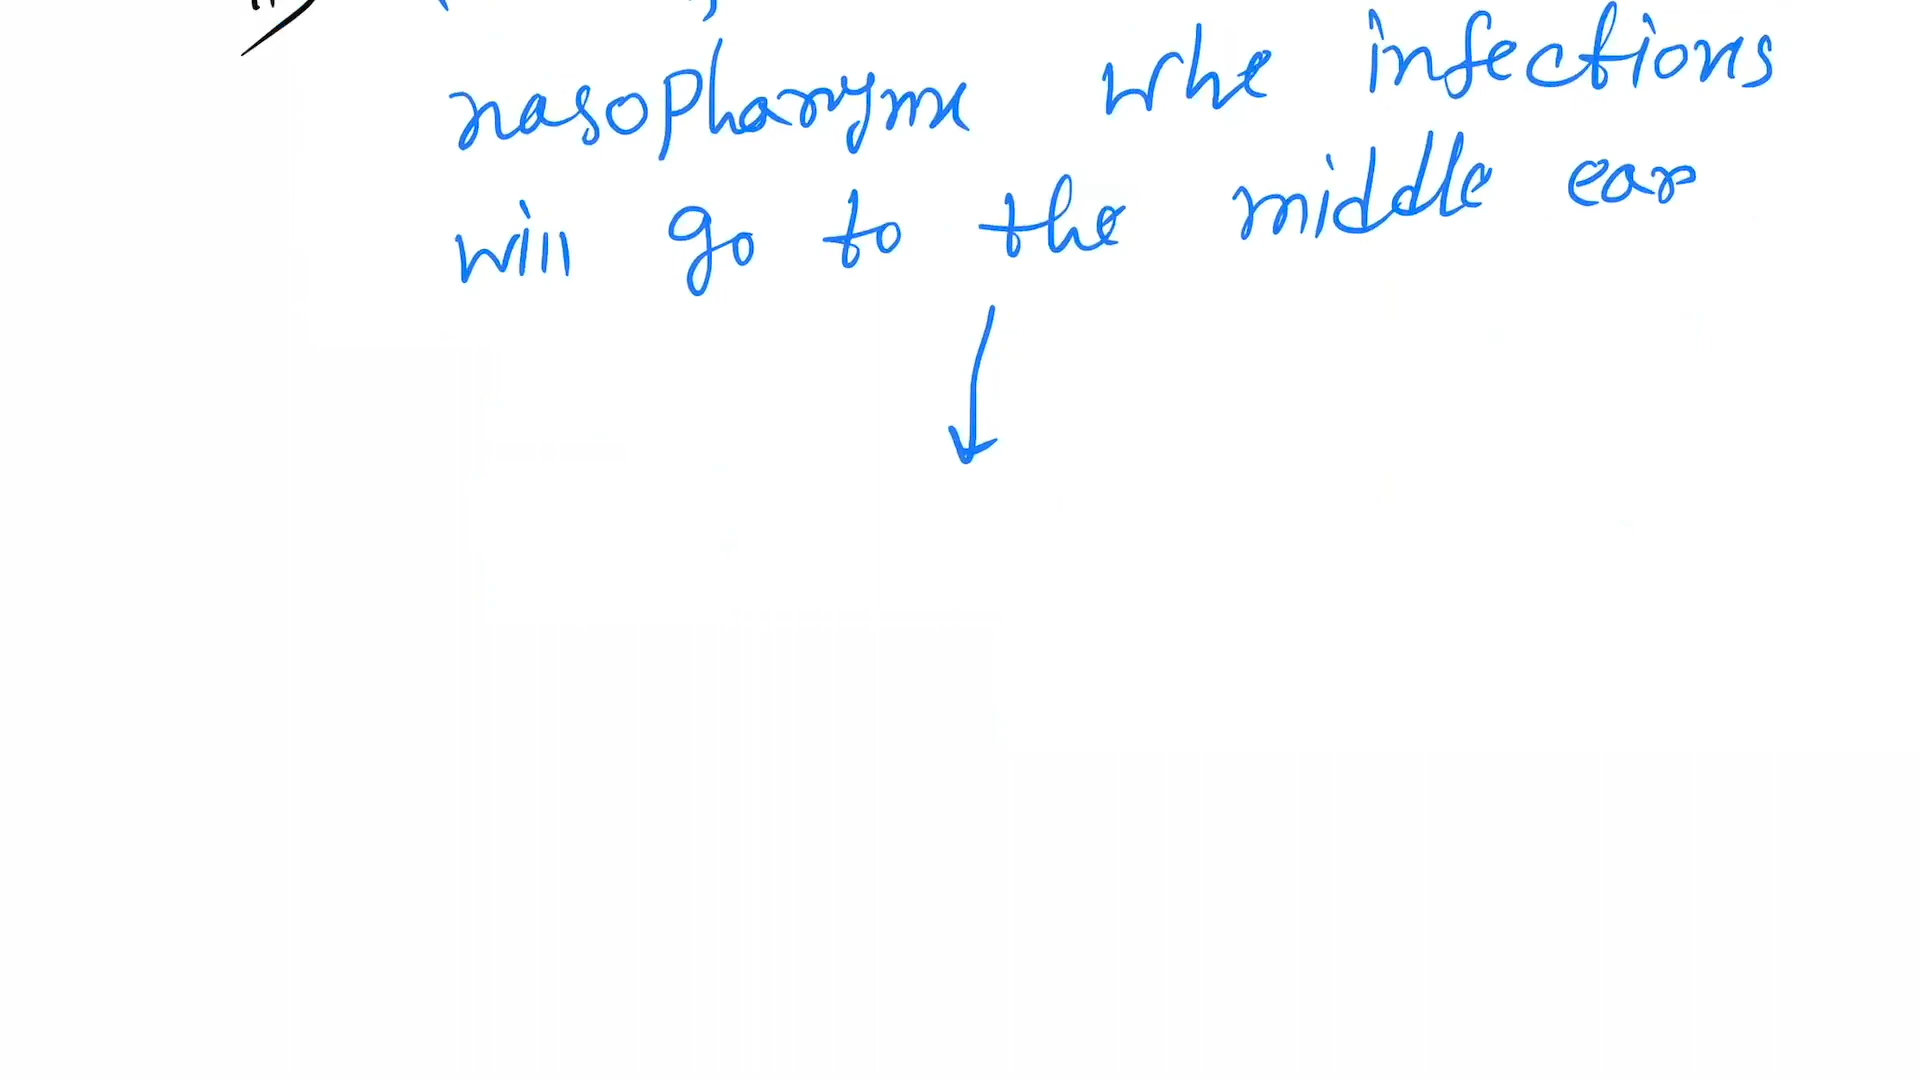 nasopharynx whe infections
will go to the middle ear